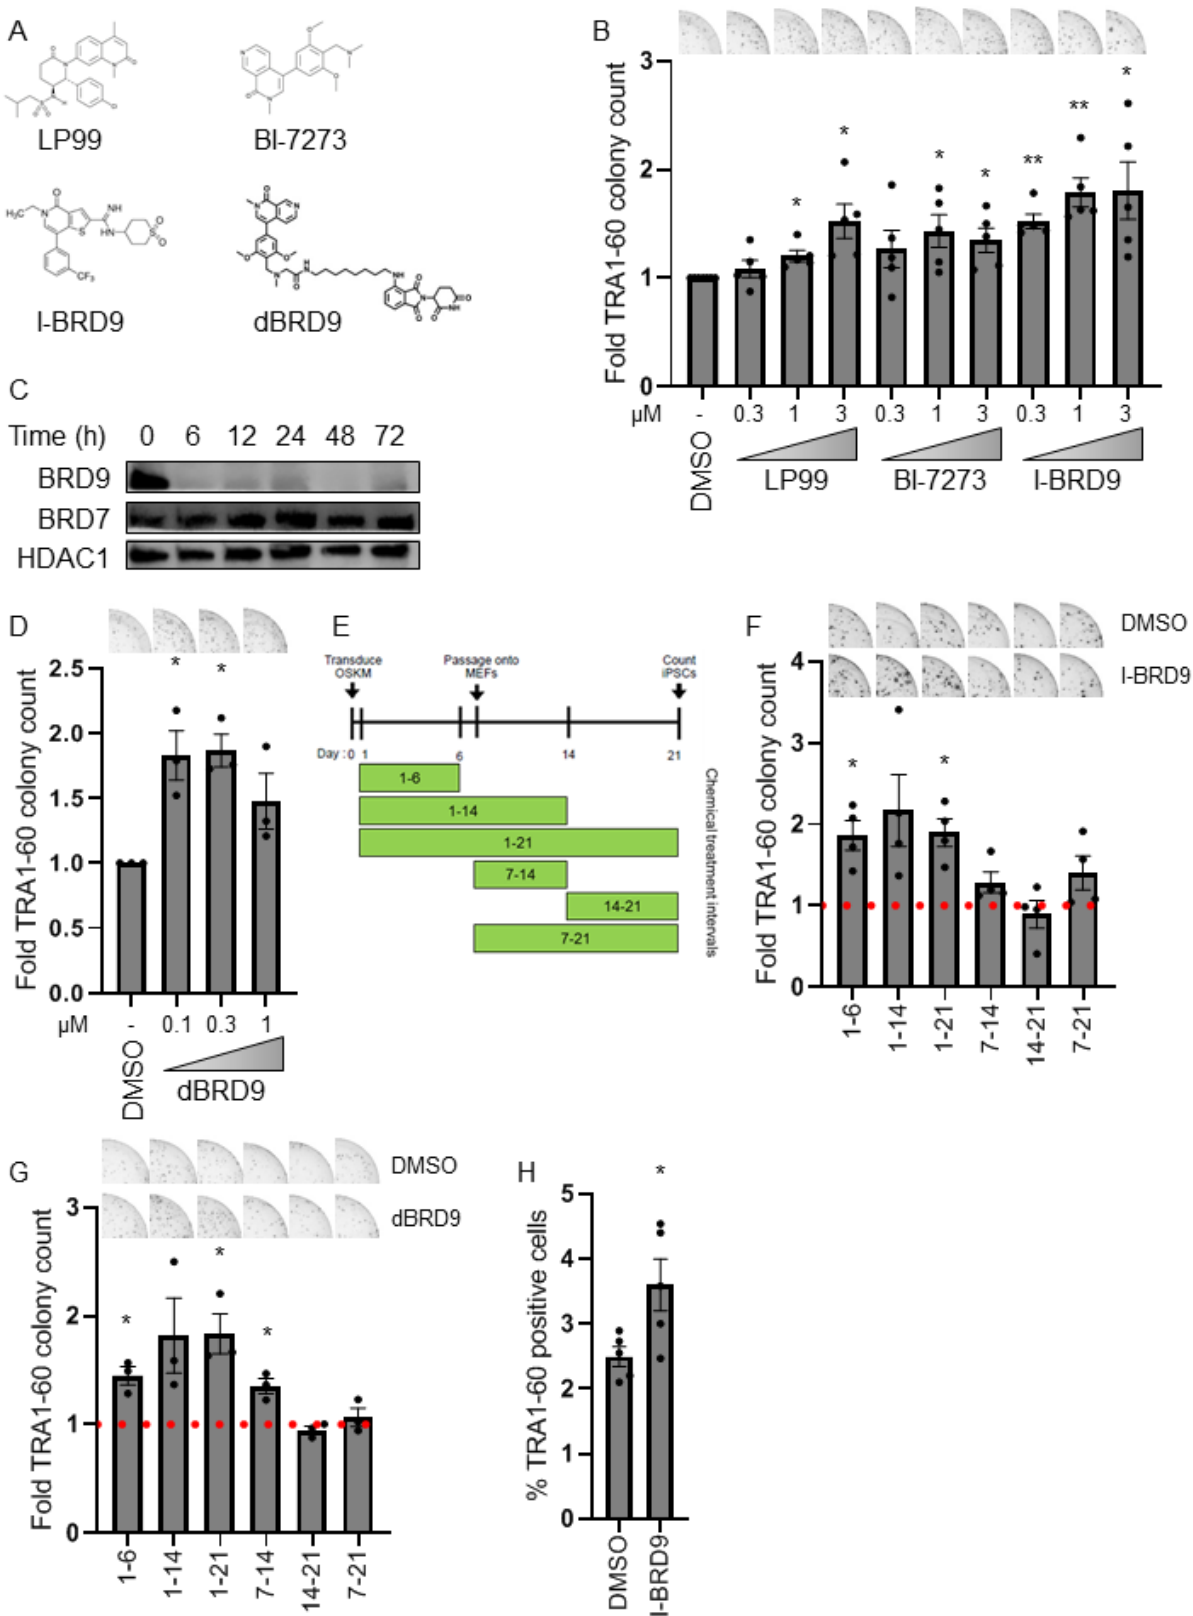 A
LP99
BI-7273
H₃C
N
O
S
NH
HN
CF₃
I-BRD9
dBRD9
B
Fold TRA1-60 colony count
3
2
1
0
* * * * ** ** *
µM - 0.3 1 3 0.3 1 3 0.3 1 3
DMSO
LP99 BI-7273 I-BRD9
C
Time (h) 0 6 12 24 48 72
BRD9
BRD7
HDAC1
D
Fold TRA1-60 colony count
2.5
2.0
1.5
1.0
0.5
0.0
* *
µM - 0.1 0.3 1
DMSO
dBRD9
E
Transduce
OSKM
Passage onto
MEFs
Count
iPSCs
Day : 0 1 6 14 21
1-6
1-14
1-21
7-14
14-21
7-21
Chemical treatment intervals
F
DMSO
I-BRD9
Fold TRA1-60 colony count
4
3
2
1
0
* *
1-6 1-14 1-21 7-14 14-21 7-21
G
DMSO
dBRD9
Fold TRA1-60 colony count
3
2
1
0
* * *
1-6 1-14 1-21 7-14 14-21 7-21
H
% TRA1-60 positive cells
5
4
3
2
1
0
*
DMSO I-BRD9